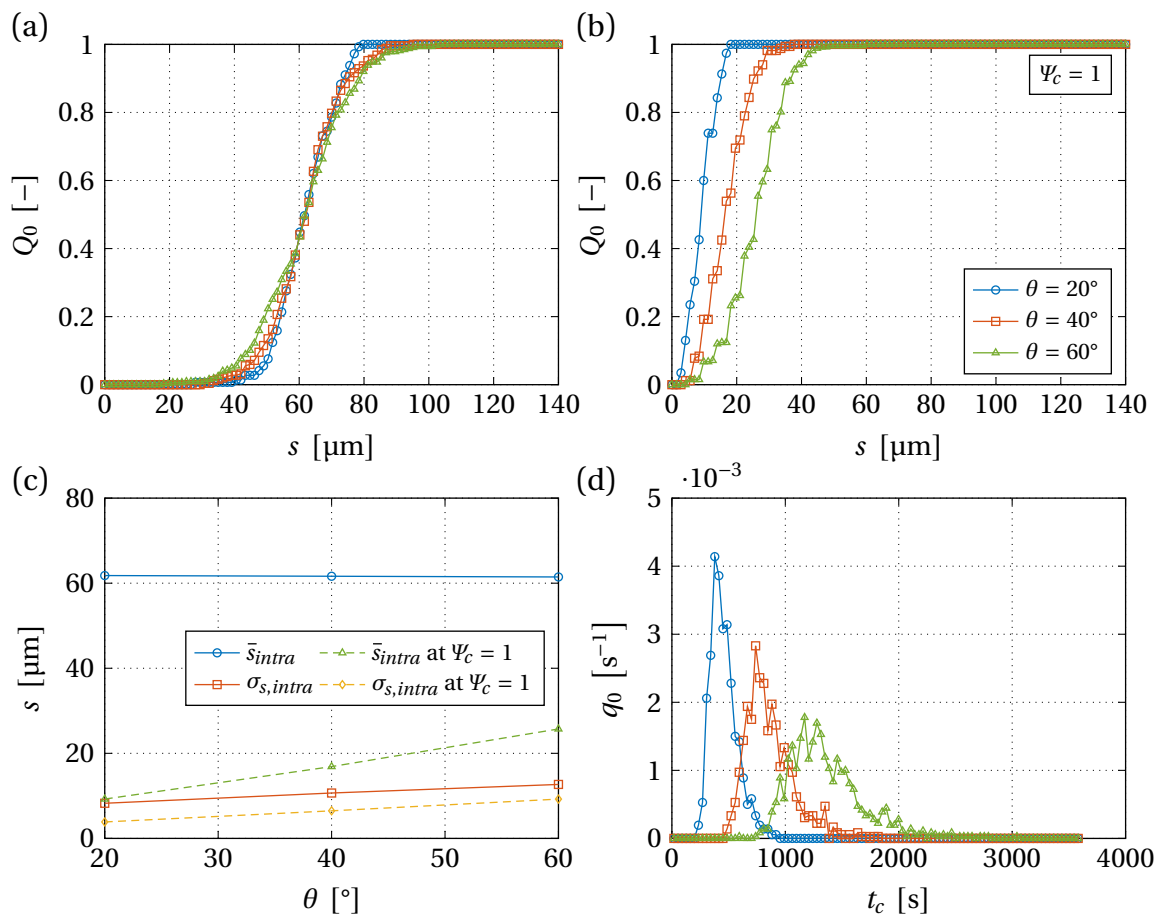 (a)
(b)
1
0.8
0.6
0.4
0.2
0
Q0 [−]
0 20 40 60 80 100 120 140
s [µm]
1
0.8
0.6
0.4
0.2
0
Q0 [−]
Ψc = 1
θ = 20°
θ = 40°
θ = 60°
0 20 40 60 80 100 120 140
s [µm]
(c)
(d)
80
60
40
20
0
s [µm]
s̄intra
s̄intra at Ψc = 1
σs,intra
σs,intra at Ψc = 1
20 30 40 50 60
θ [°]
·10−3
5
4
3
2
1
0
q0 [s−1]
0 1000 2000 3000 4000
tc [s]